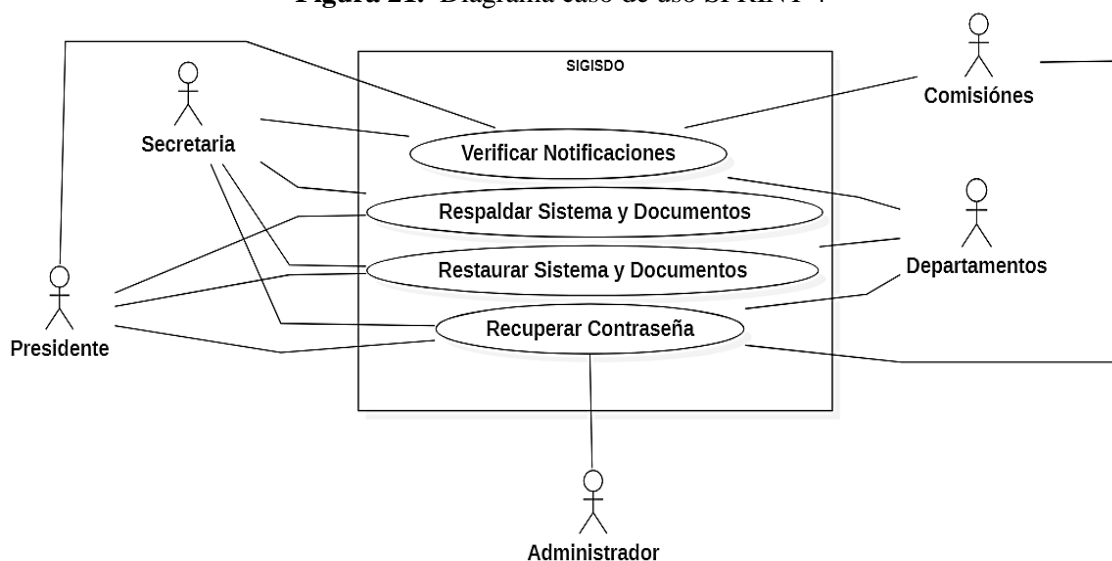 Figura 21. Diagrama caso de uso SPRINT 4
SIGISDO
Comisiónes
Secretaria
Verificar Notificaciones
Respaldar Sistema y Documentos
Departamentos
Restaurar Sistema y Documentos
Recuperar Contraseña
Presidente
Administrador